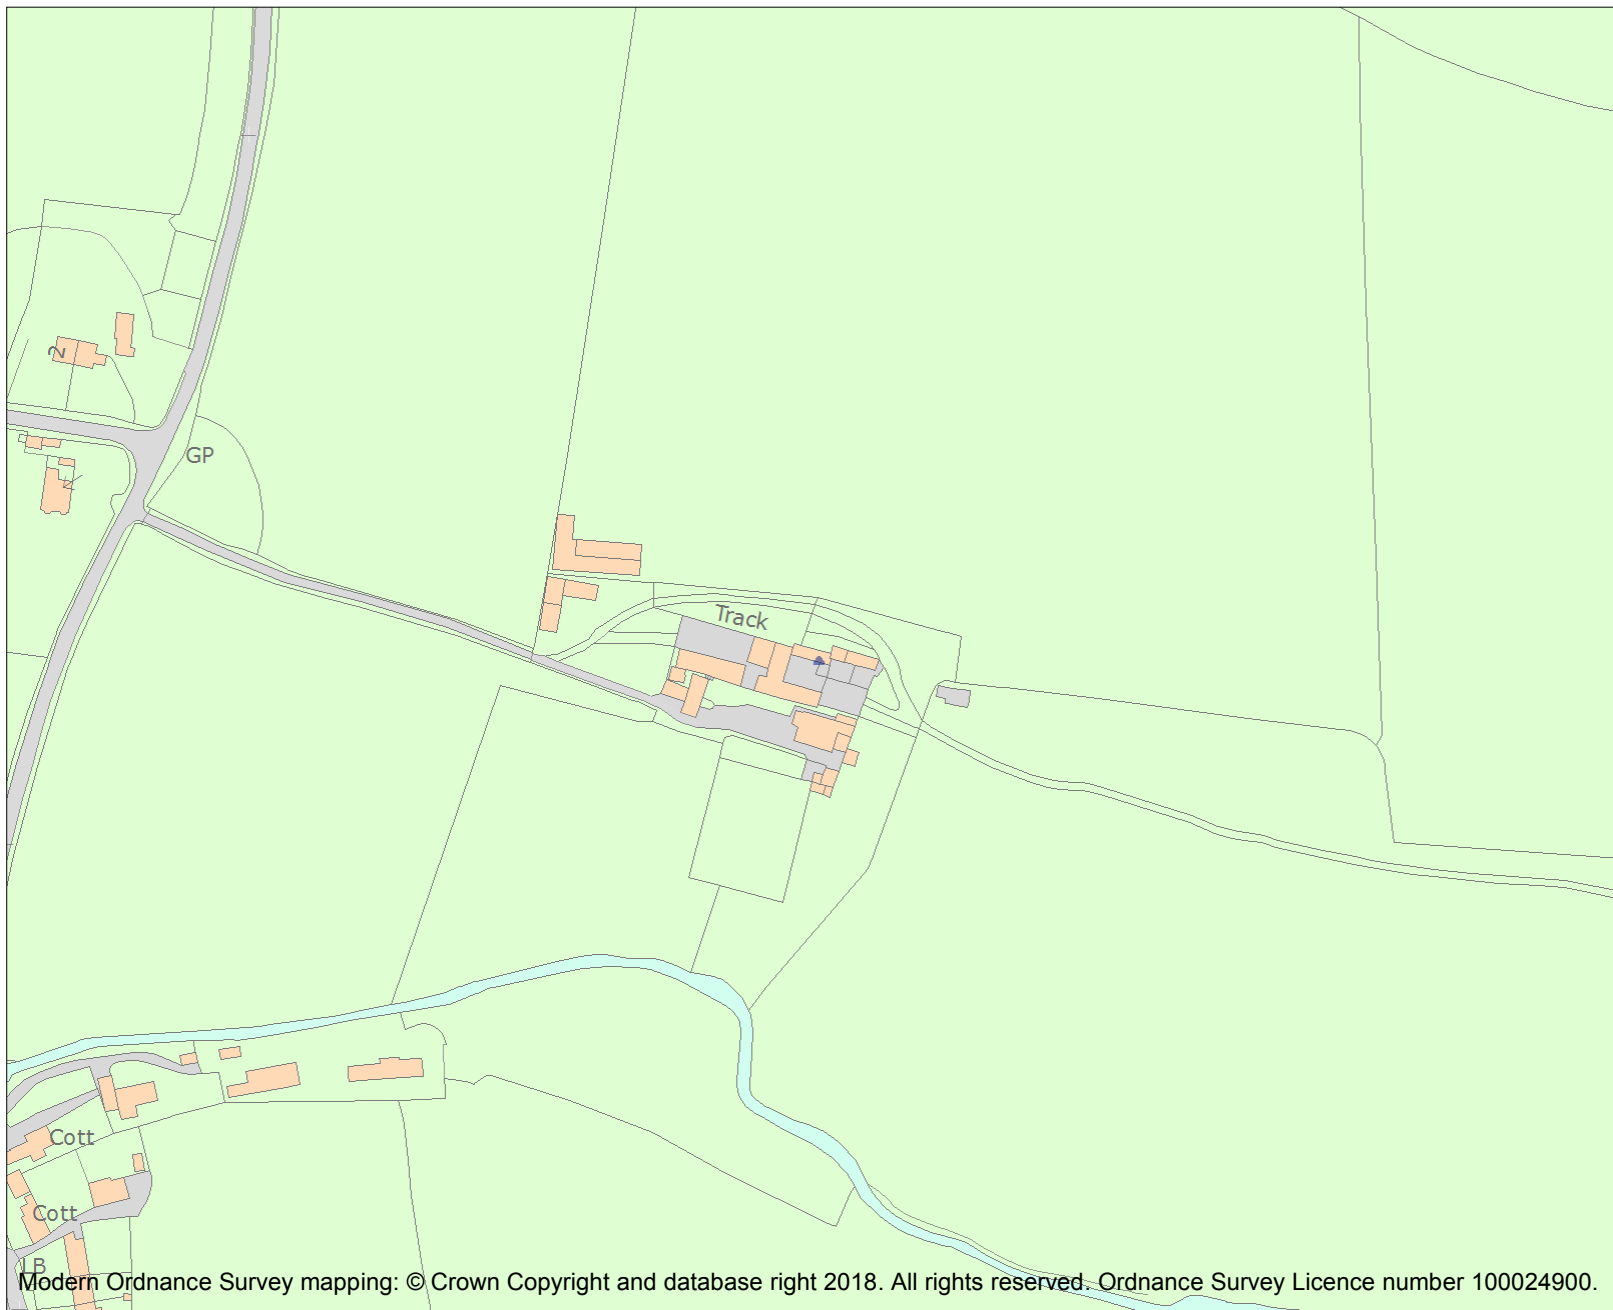 2
GP
Track
Cott
Cott
LB
Modern Ordnance Survey mapping: © Crown Copyright and database right 2018. All rights reserved. Ordnance Survey Licence number 100024900.